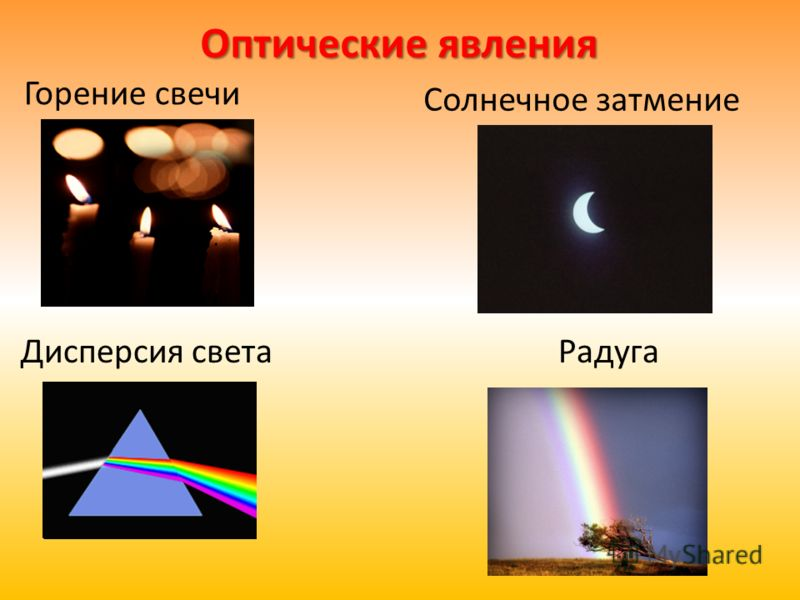 Оптические явления
Горение свечи
Солнечное затмение
Дисперсия света
Радуга
MyShared